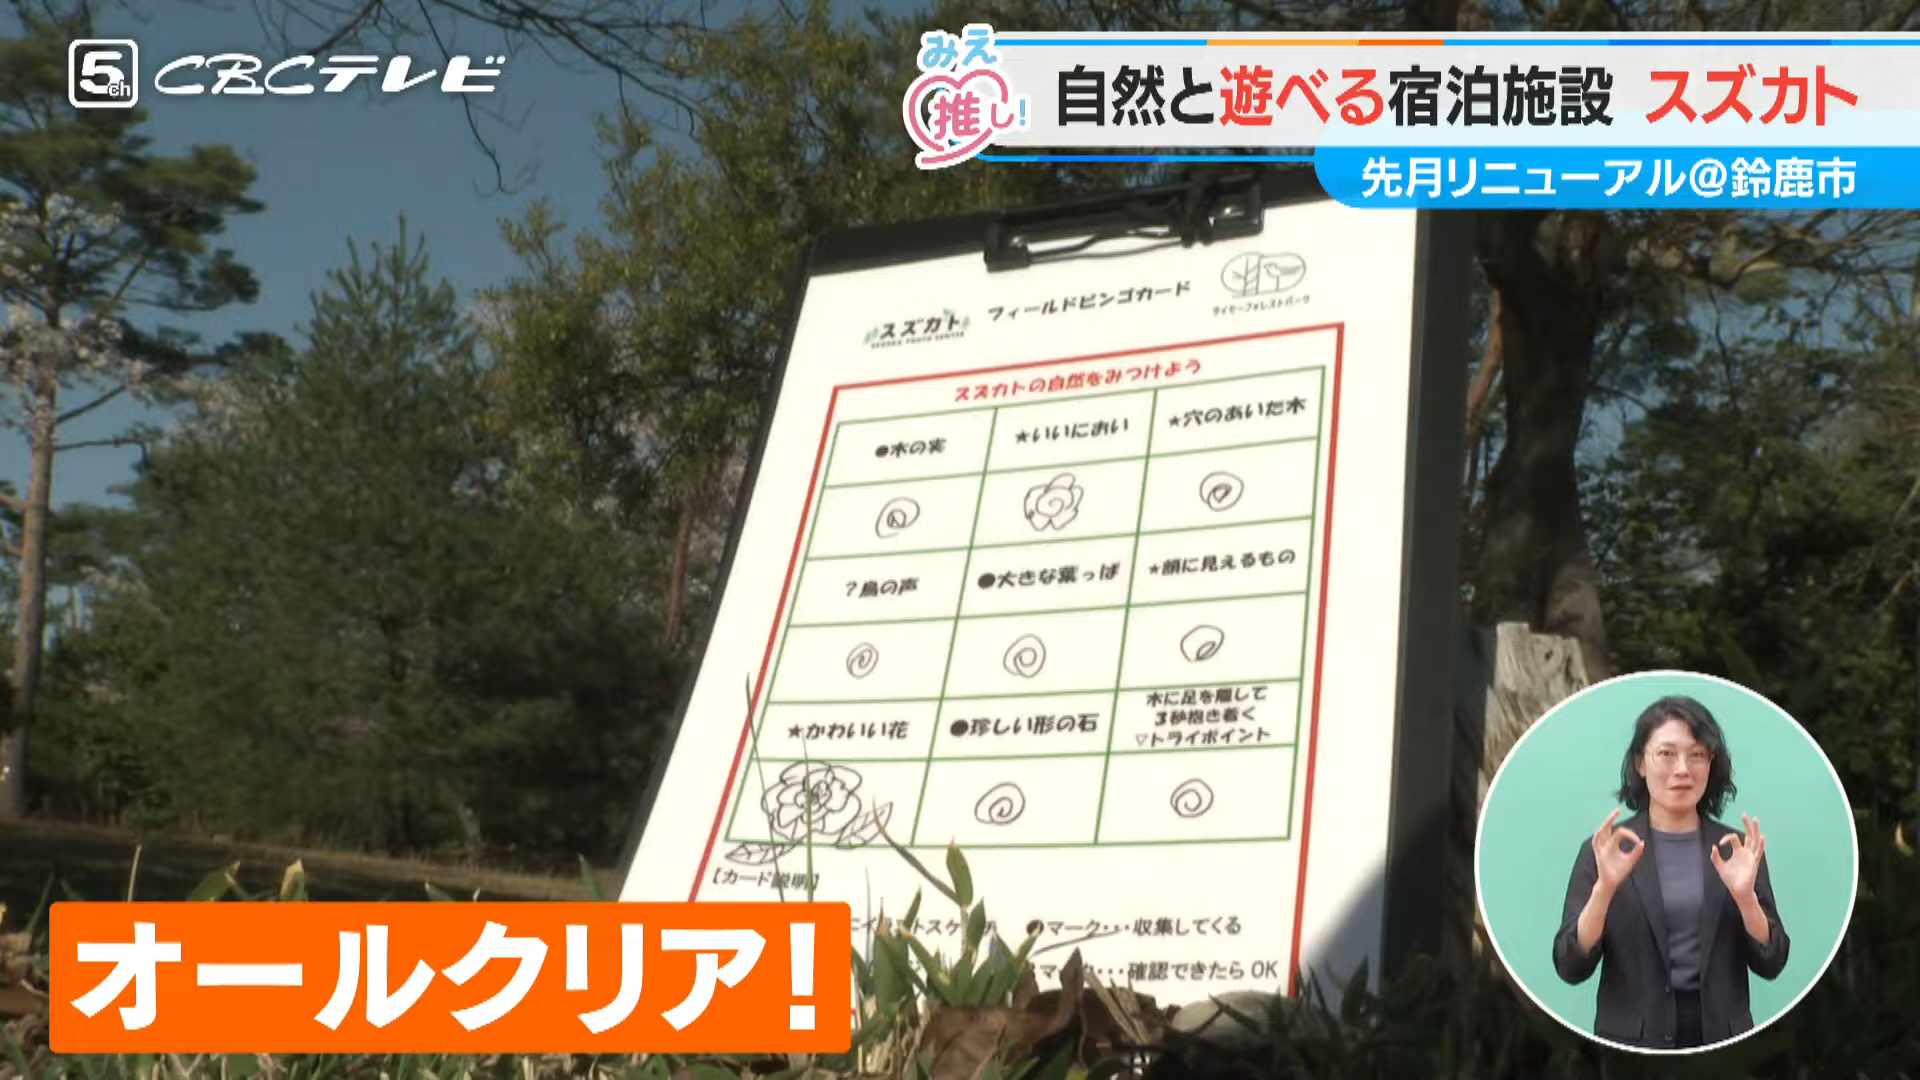 5ch CBCテレビ
みえ推し!
自然と遊べる宿泊施設 スズカト
先月リニューアル@鈴鹿市
スズカト
フィールドビンゴカード
スズカトの自然をみつけよう
●木の実 ★いいにおい ★穴のあいた木
?鳥の声 ●大きな葉っぱ ★顔に見えるもの
★かわいい花 ●珍しい形の石 木に足を離して
3秒抱き着く
▽トライポイント
【カード説明】
●マーク・・・収集してくる
マーク・・・確認できたらOK
オールクリア!